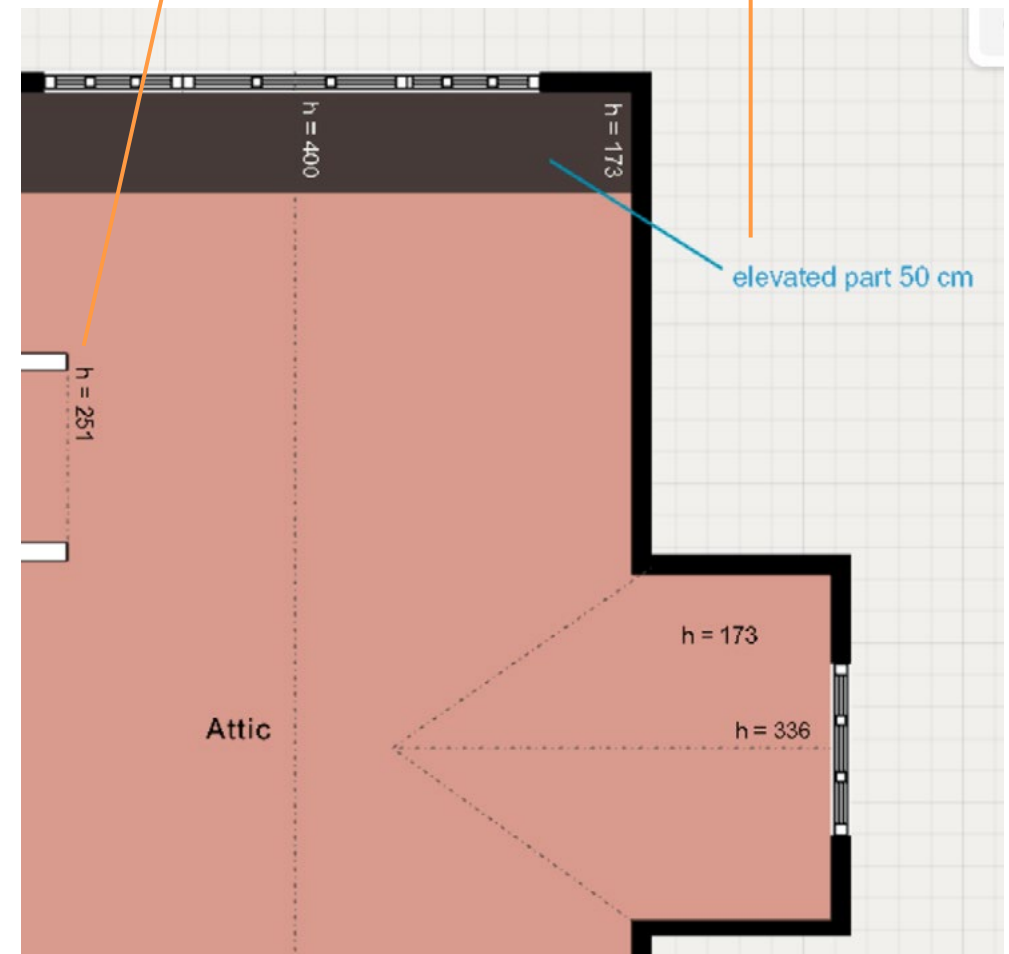 h = 400
h = 173
elevated part 50 cm
h = 251
h = 173
Attic
h = 336